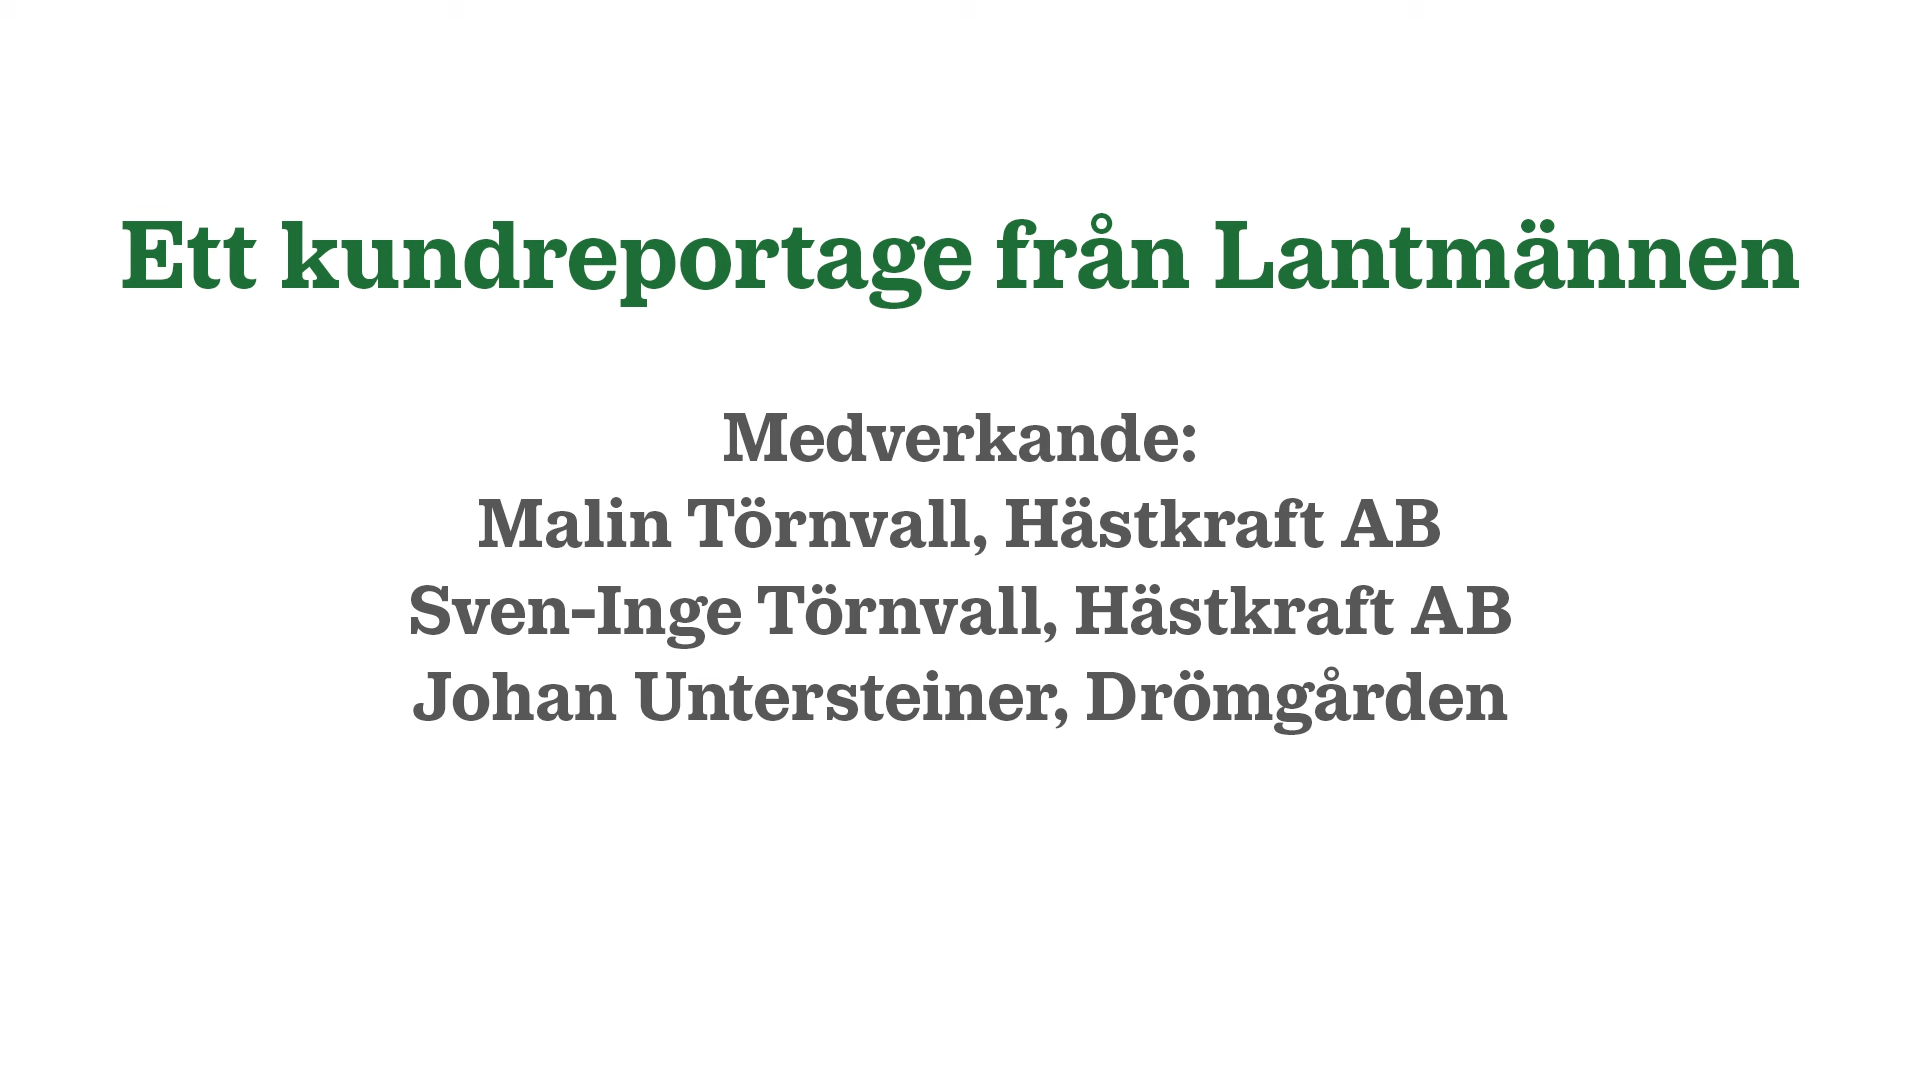 Ett kundreportage från Lantmännen
Medverkande:
Malin Törnvall, Hästkraft AB
Sven-Inge Törnvall, Hästkraft AB
Johan Untersteiner, Drömgården